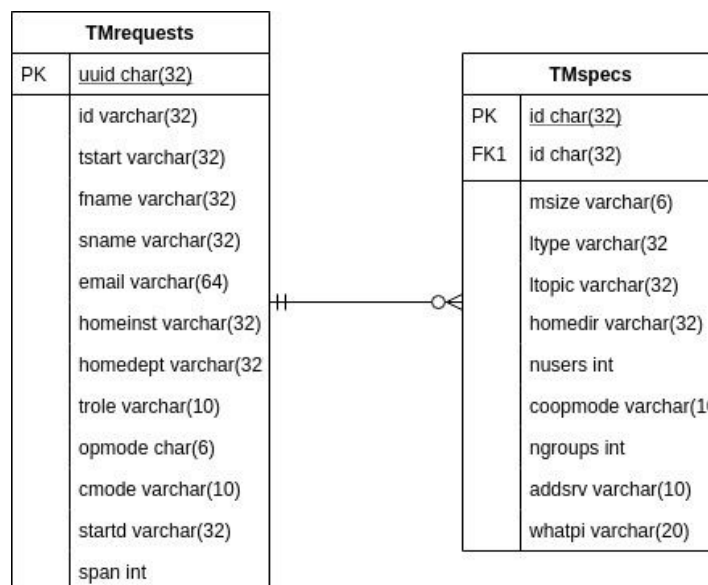 TMrequests
PK uuid char(32)
id varchar(32)
tstart varchar(32)
fname varchar(32)
sname varchar(32)
email varchar(64)
homeinst varchar(32)
homedept varchar(32
trole varchar(10)
opmode char(6)
cmode varchar(10)
startd varchar(32)
span int
TMspecs
PK id char(32)
FK1 id char(32)
msize varchar(6)
ltype varchar(32
ltopic varchar(32)
homedir varchar(32)
nusers int
coopmode varchar(10
ngroups int
addsrv varchar(10)
whatpi varchar(20)